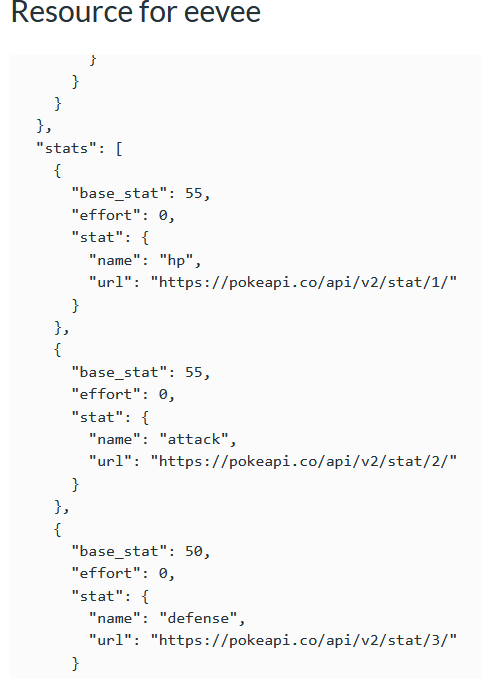 Resource for eevee
}
}
}
},
"stats": [
{
"base_stat": 55,
"effort": 0,
"stat": {
"name": "hp",
"url": "https://pokeapi.co/api/v2/stat/1/"
}
},
{
"base_stat": 55,
"effort": 0,
"stat": {
"name": "attack",
"url": "https://pokeapi.co/api/v2/stat/2/"
}
},
{
"base_stat": 50,
"effort": 0,
"stat": {
"name": "defense",
"url": "https://pokeapi.co/api/v2/stat/3/"
}